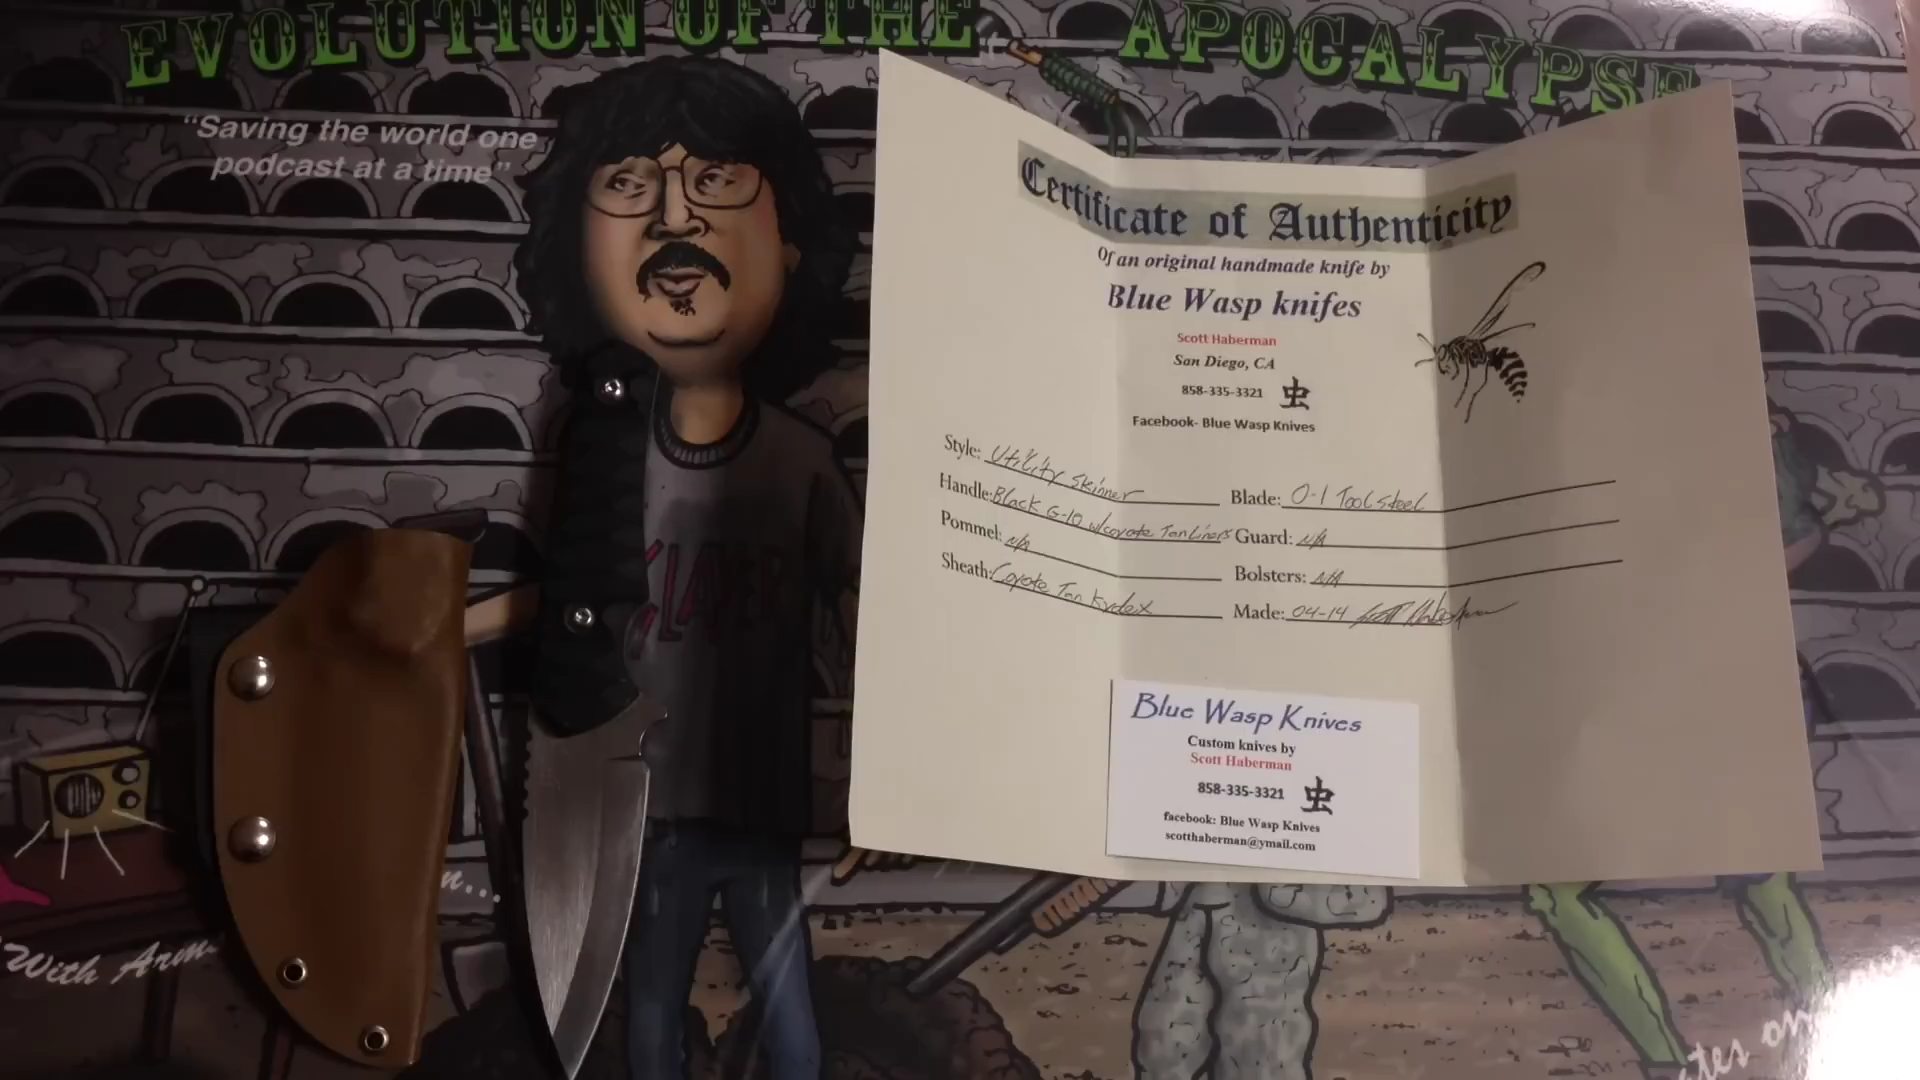 EVOLUTION OF THE APOCALYPSE
"Saving the world one
podcast at a time"
SLAYER
n...
"With Arm
Certificate of Authenticity
Of an original handmade knife by
Blue Wasp knifes
Scott Haberman
San Diego, CA
858-335-3321 虫
Facebook- Blue Wasp Knives
Style: Utility Skinner
Handle: Black G-10 w/coyote Tan Liners
Pommel: N/A
Sheath: Coyote Tan Kydex
Blade: O-1 Tool Steel
Guard: N/A
Bolsters: N/A
Made: 04-14 Scott Haberman
Blue Wasp Knives
Custom knives by
Scott Haberman
858-335-3321 虫
facebook: Blue Wasp Knives
scotthaberman@ymail.com